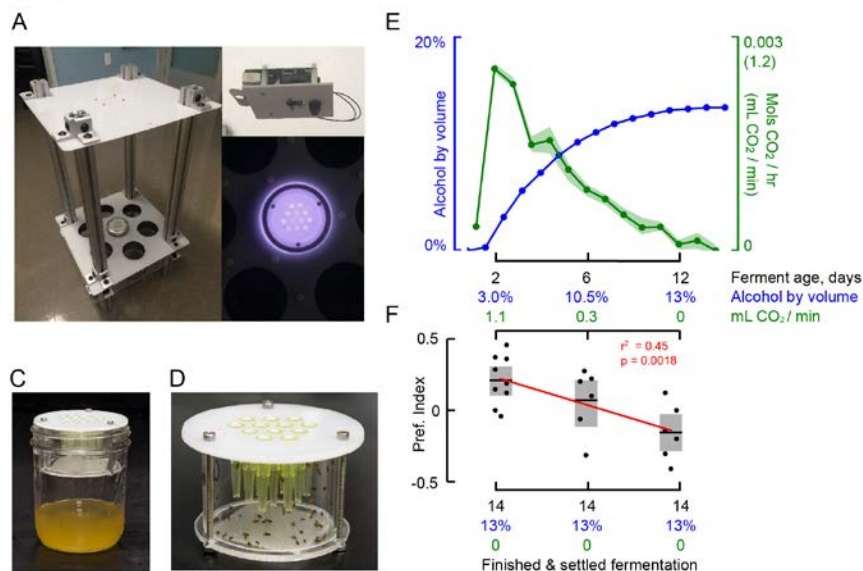 A
E
20%
Alcohol by volume
0%
0.003
(1.2)
Mols CO₂ / hr
(mL CO₂ / min)
0
2 6 12 Ferment age, days
3.0% 10.5% 13% Alcohol by volume
1.1 0.3 0 mL CO₂ / min
C
D
F
0.5
Pref. Index
0
-0.5
r² = 0.45
p = 0.0018
14 14 14
13% 13% 13%
0 0 0
Finished & settled fermentation